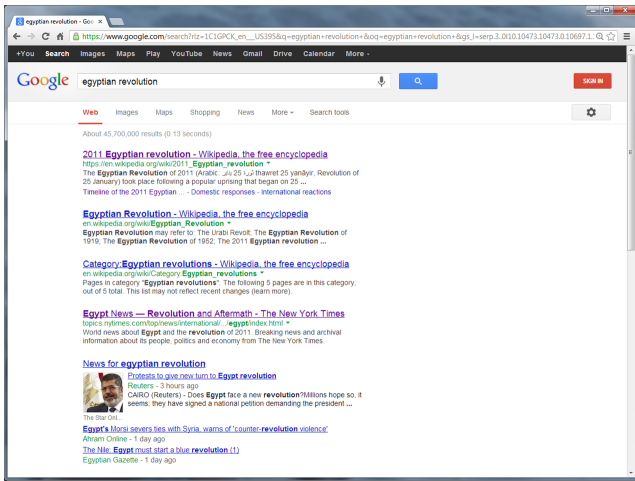 egyptian revolution - Goo
https://www.google.com/search?rlz=1C1GPCK_en__US395&q=egyptian+revolution+&oq=egyptian+revolution+&gs_l=serp.3..0l10.10473.10473.0.10697.1.
+You Search Images Maps Play YouTube News Gmail Drive Calendar More -
Google egyptian revolution SIGN IN
Web Images Maps Shopping News More Search tools
About 45,700,000 results (0.13 seconds)
2011 Egyptian revolution - Wikipedia, the free encyclopedia
https://en.wikipedia.org/wiki/2011_Egyptian_revolution
The Egyptian Revolution of 2011 (Arabic: ثورة 25 يناير thawret 25 yanāyir, Revolution of
25 January) took place following a popular uprising that began on 25 ...
Timeline of the 2011 Egyptian ... - Domestic responses - International reactions
Egyptian Revolution - Wikipedia, the free encyclopedia
en.wikipedia.org/wiki/Egyptian_Revolution
Egyptian Revolution may refer to: The Urabi Revolt; The Egyptian Revolution of
1919; The Egyptian Revolution of 1952; The 2011 Egyptian revolution ...
Category:Egyptian revolutions - Wikipedia, the free encyclopedia
en.wikipedia.org/wiki/Category:Egyptian_revolutions
Pages in category "Egyptian revolutions". The following 5 pages are in this category,
out of 5 total. This list may not reflect recent changes (learn more).
Egypt News — Revolution and Aftermath - The New York Times
topics.nytimes.com/top/news/international/.../egypt/index.html
World news about Egypt and the revolution of 2011. Breaking news and archival
information about its people, politics and economy from The New York Times.
News for egyptian revolution
Protests to give new turn to Egypt revolution
Reuters - 3 hours ago
CAIRO (Reuters) - Does Egypt face a new revolution?Millions hope so, it
seems; they have signed a national petition demanding the president ...
The Star Onl...
Egypt's Morsi severs ties with Syria, warns of 'counter-revolution violence'
Ahram Online - 1 day ago
The Nile: Egypt must start a blue revolution (1)
Egyptian Gazette - 1 day ago